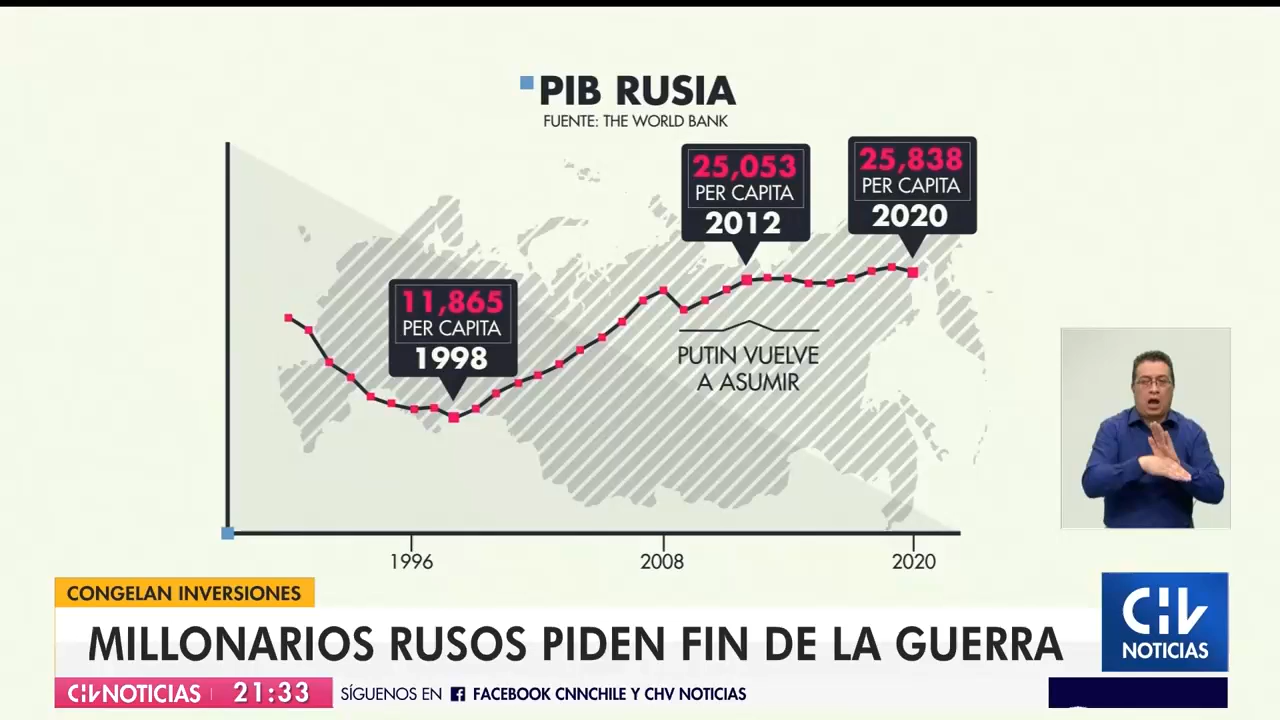 PIB RUSIA
FUENTE: THE WORLD BANK
25,053
PER CAPITA
2012
25,838
PER CAPITA
2020
11,865
PER CAPITA
1998
PUTIN VUELVE
A ASUMIR
1996
2008
2020
CONGELAN INVERSIONES
MILLONARIOS RUSOS PIDEN FIN DE LA GUERRA
CHV
NOTICIAS
CHV NOTICIAS 21:33
SÍGUENOS EN FACEBOOK CNNCHILE Y CHV NOTICIAS